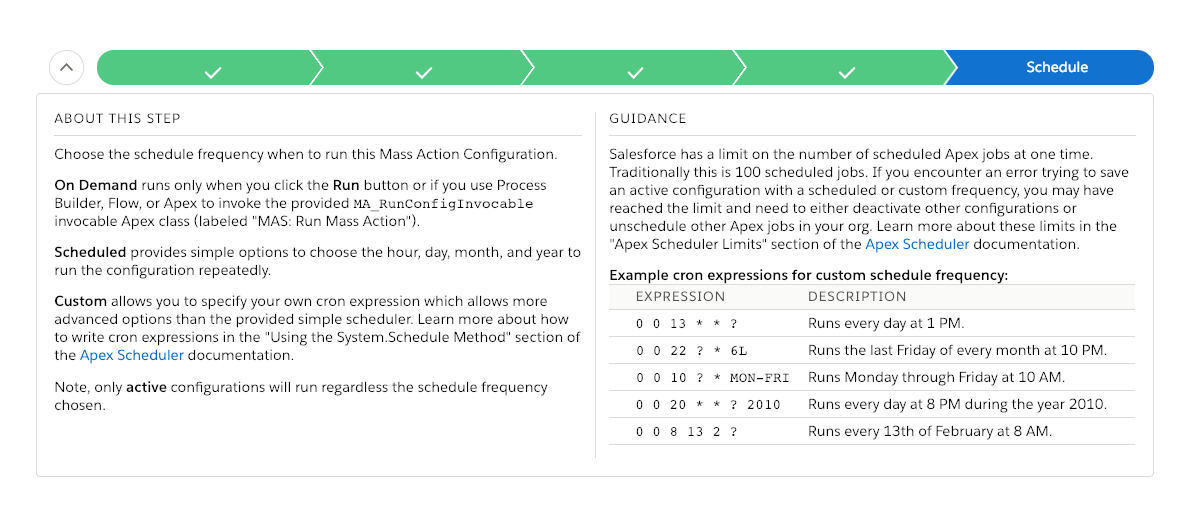 Schedule
ABOUT THIS STEP
Choose the schedule frequency when to run this Mass Action Configuration.
On Demand runs only when you click the Run button or if you use Process
Builder, Flow, or Apex to invoke the provided MA_RunConfigInvocable
invocable Apex class (labeled "MAS: Run Mass Action").
Scheduled provides simple options to choose the hour, day, month, and year to
run the configuration repeatedly.
Custom allows you to specify your own cron expression which allows more
advanced options than the provided simple scheduler. Learn more about how
to write cron expressions in the "Using the System.Schedule Method" section of
the Apex Scheduler documentation.
Note, only active configurations will run regardless the schedule frequency
chosen.
GUIDANCE
Salesforce has a limit on the number of scheduled Apex jobs at one time.
Traditionally this is 100 scheduled jobs. If you encounter an error trying to save
an active configuration with a scheduled or custom frequency, you may have
reached the limit and need to either deactivate other configurations or
unschedule other Apex jobs in your org. Learn more about these limits in the
"Apex Scheduler Limits" section of the Apex Scheduler documentation.
Example cron expressions for custom schedule frequency:
EXPRESSION DESCRIPTION
0 0 13 * * ? Runs every day at 1 PM.
0 0 22 ? * 6L Runs the last Friday of every month at 10 PM.
0 0 10 ? * MON-FRI Runs Monday through Friday at 10 AM.
0 0 20 * * ? 2010 Runs every day at 8 PM during the year 2010.
0 0 8 13 2 ? Runs every 13th of February at 8 AM.